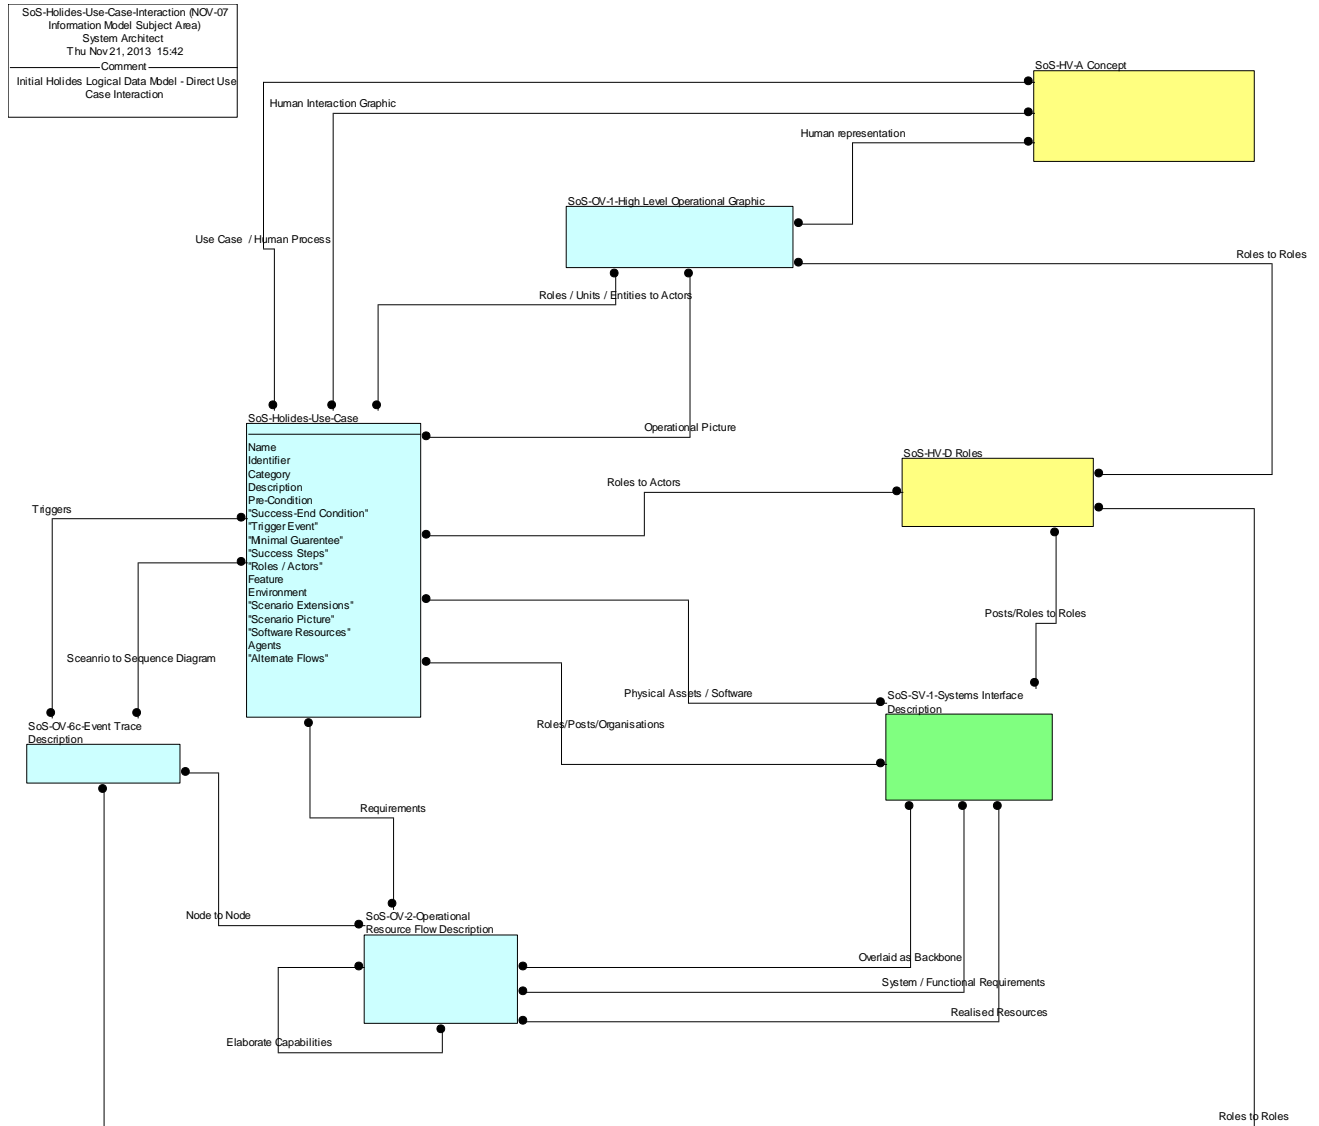 SoS-Holides-Use-Case-Interaction (NOV-07
Information Model Subject Area)
System Architect
Thu Nov 21, 2013  15:42
Comment
Initial Holides Logical Data Model - Direct Use
Case Interaction
SoS-HV-A Concept
Human Interaction Graphic
Human representation
SoS-OV-1-High Level Operational Graphic
Use Case  / Human Process
Roles to Roles
Roles / Units / Entities to Actors
SoS-Holides-Use-Case
Operational Picture
Name
Identifier
Category
Description
Pre-Condition
"Success-End Condition"
"Trigger Event"
"Minimal Guarentee"
"Success Steps"
"Roles / Actors"
Feature
Environment
"Scenario Extensions"
"Scenario Picture"
"Software Resources"
Agents
"Alternate Flows"
SoS-HV-D Roles
Roles to Actors
Triggers
Posts/Roles to Roles
Sceanrio to Sequence Diagram
Physical Assets / Software
SoS-SV-1-Systems Interface
Description
Roles/Posts/Organisations
SoS-OV-6c-Event Trace
Description
Requirements
Node to Node
SoS-OV-2-Operational
Resource Flow Description
Overlaid as Backbone
System / Functional Requirements
Realised Resources
Elaborate Capabilities
Roles to Roles